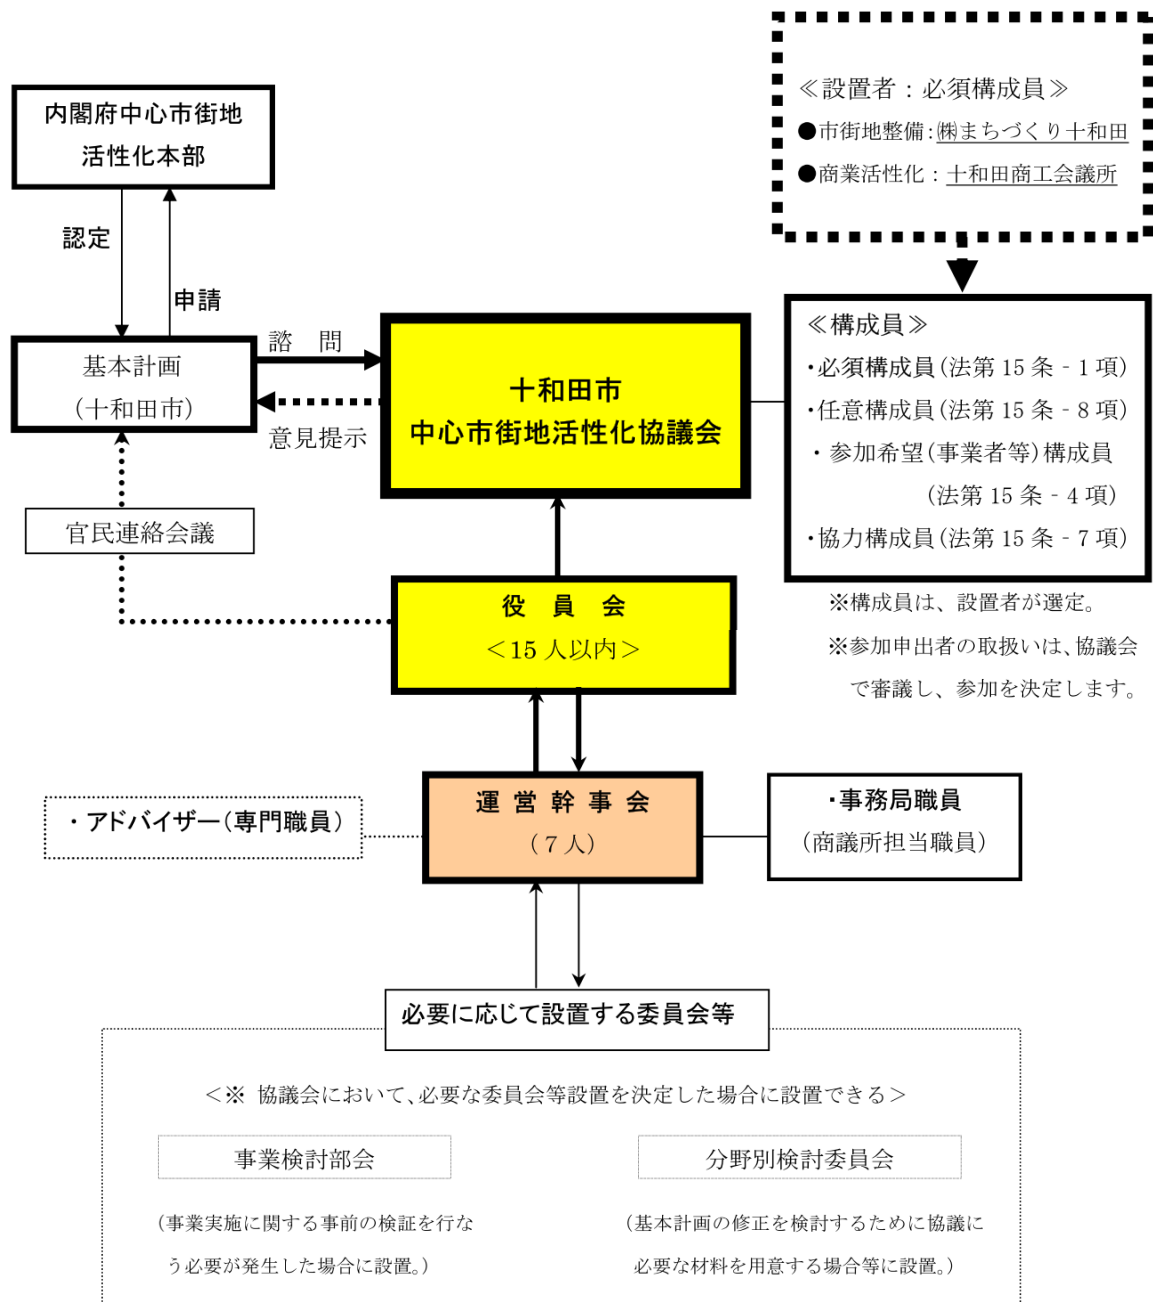 ≪設置者：必須構成員≫
●市街地整備：㈱まちづくり十和田
●商業活性化：十和田商工会議所
内閣府中心市街地
活性化本部
認定
申請
基本計画
(十和田市)
諮　問
意見提示
十和田市
中心市街地活性化協議会
≪構成員≫
・必須構成員(法第15条‐1項)
・任意構成員(法第15条‐8項)
・参加希望(事業者等)構成員
(法第15条‐4項)
・協力構成員(法第15条‐7項)
※構成員は、設置者が選定。
※参加申出者の取扱いは、協議会
で審議し、参加を決定します。
官民連絡会議
役　員　会
＜15人以内＞
・アドバイザー(専門職員)
運営幹事会
(7人)
・事務局職員
(商議所担当職員)
必要に応じて設置する委員会等
＜※ 協議会において、必要な委員会等設置を決定した場合に設置できる＞
事業検討部会
(事業実施に関する事前の検証を行な
う必要が発生した場合に設置。)
分野別検討委員会
(基本計画の修正を検討するために協議に
必要な材料を用意する場合等に設置。)